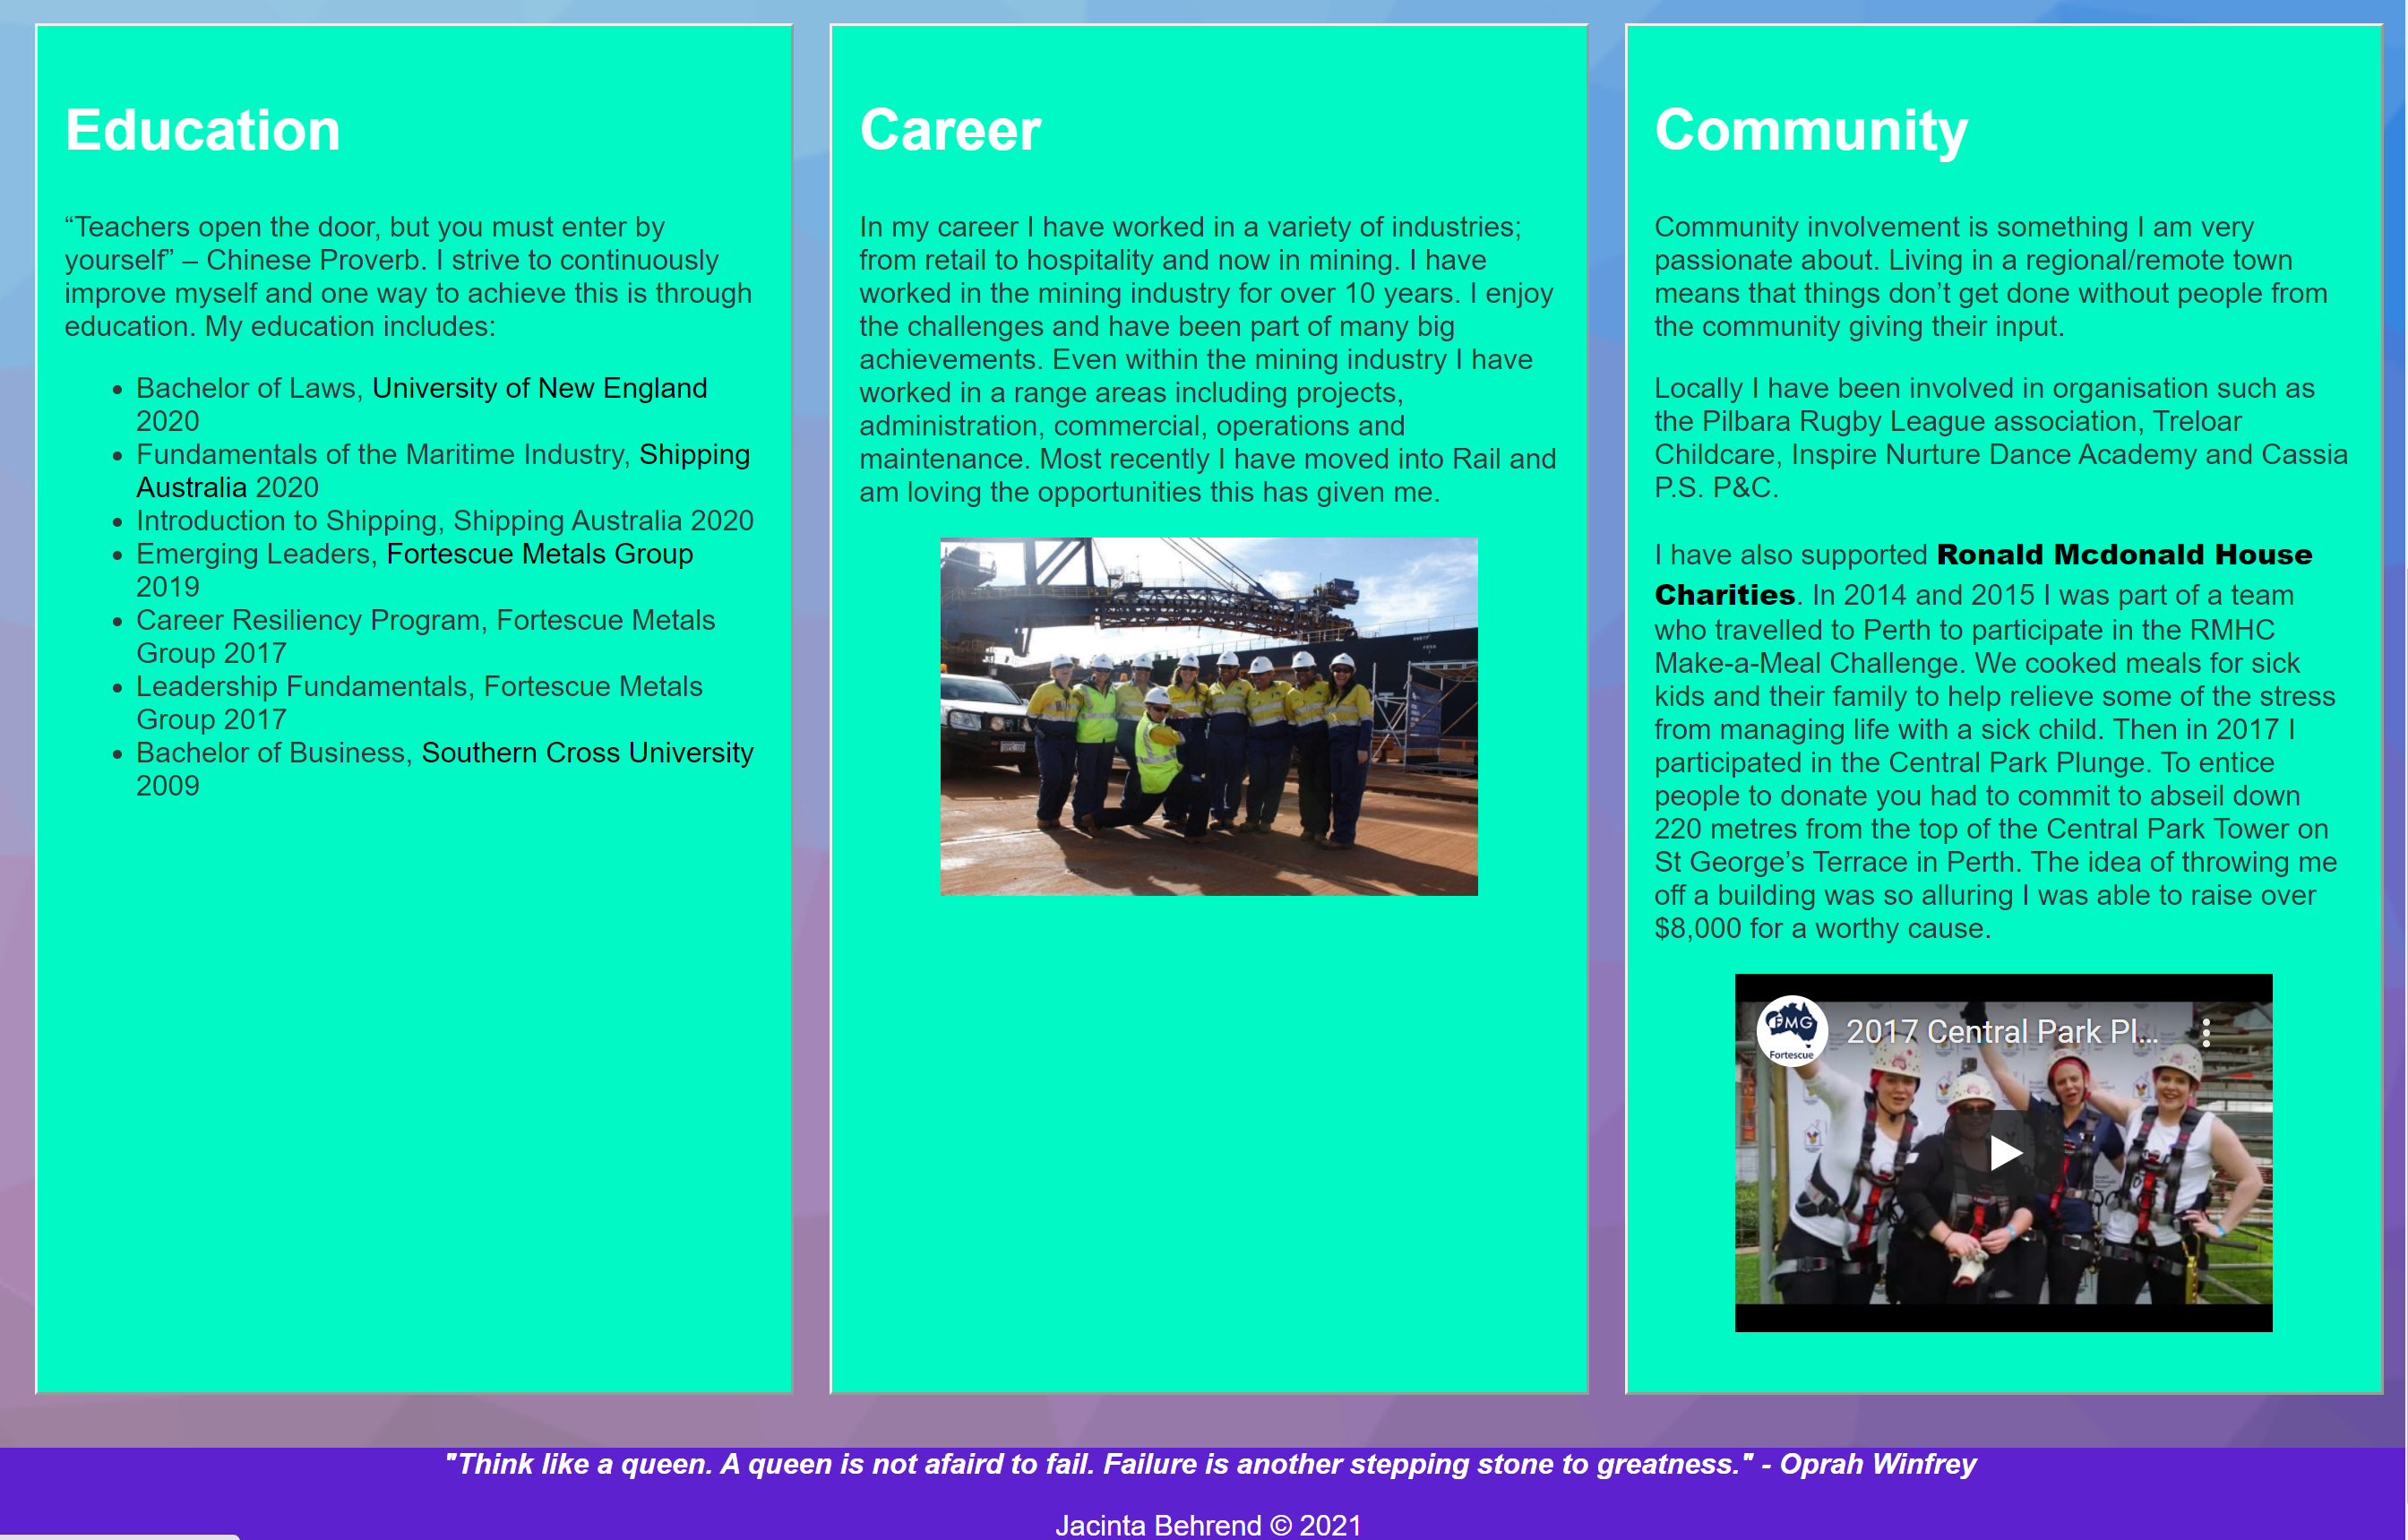 Education
“Teachers open the door, but you must enter by
yourself” – Chinese Proverb. I strive to continuously
improve myself and one way to achieve this is through
education. My education includes:
• Bachelor of Laws, University of New England
2020
• Fundamentals of the Maritime Industry, Shipping
Australia 2020
• Introduction to Shipping, Shipping Australia 2020
• Emerging Leaders, Fortescue Metals Group
2019
• Career Resiliency Program, Fortescue Metals
Group 2017
• Leadership Fundamentals, Fortescue Metals
Group 2017
• Bachelor of Business, Southern Cross University
2009
Career
In my career I have worked in a variety of industries;
from retail to hospitality and now in mining. I have
worked in the mining industry for over 10 years. I enjoy
the challenges and have been part of many big
achievements. Even within the mining industry I have
worked in a range areas including projects,
administration, commercial, operations and
maintenance. Most recently I have moved into Rail and
am loving the opportunities this has given me.
Community
Community involvement is something I am very
passionate about. Living in a regional/remote town
means that things don’t get done without people from
the community giving their input.
Locally I have been involved in organisation such as
the Pilbara Rugby League association, Treloar
Childcare, Inspire Nurture Dance Academy and Cassia
P.S. P&C.
I have also supported Ronald Mcdonald House
Charities. In 2014 and 2015 I was part of a team
who travelled to Perth to participate in the RMHC
Make-a-Meal Challenge. We cooked meals for sick
kids and their family to help relieve some of the stress
from managing life with a sick child. Then in 2017 I
participated in the Central Park Plunge. To entice
people to donate you had to commit to abseil down
220 metres from the top of the Central Park Tower on
St George’s Terrace in Perth. The idea of throwing me
off a building was so alluring I was able to raise over
$8,000 for a worthy cause.
FMG
Fortescue
2017 Central Park Pl...
"Think like a queen. A queen is not afaird to fail. Failure is another stepping stone to greatness." - Oprah Winfrey
Jacinta Behrend © 2021